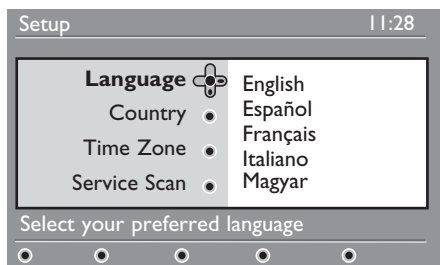 Setup 11:28
Language
Country
Time Zone
Service Scan
English
Español
Français
Italiano
Magyar
Select your preferred language